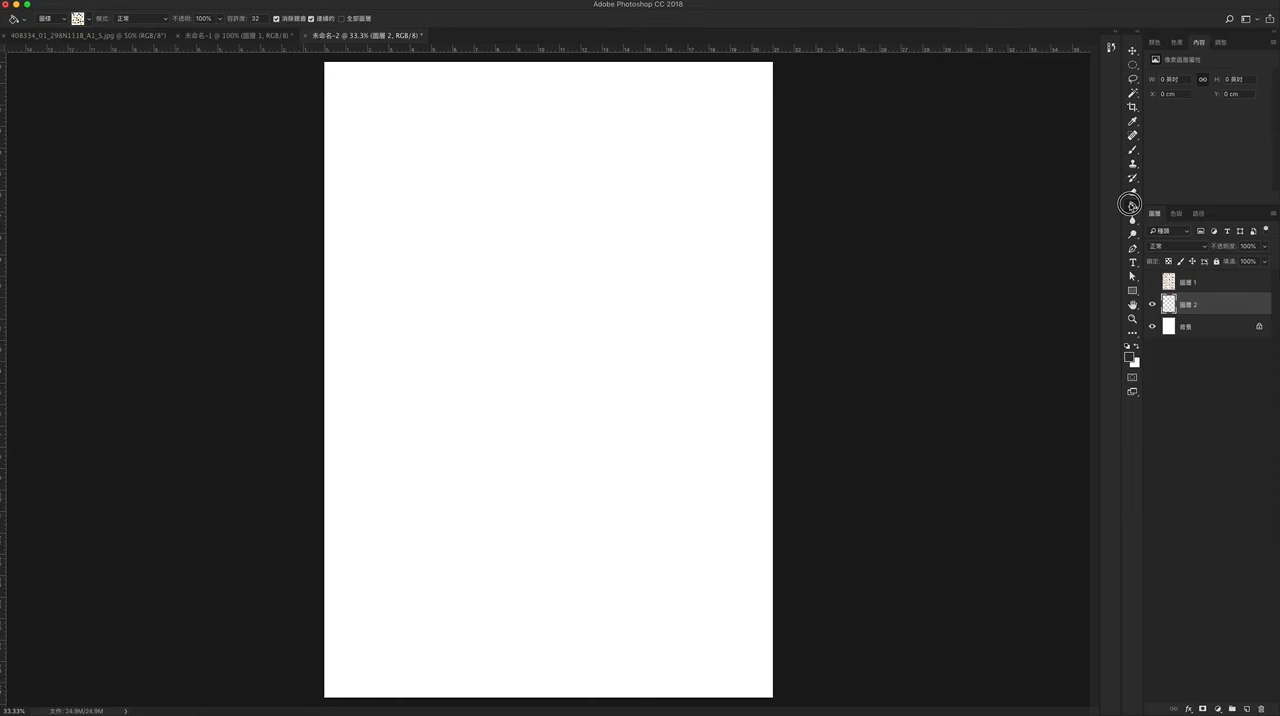 Adobe Photoshop CC 2018
圖樣 模式: 正常 不透明: 100% 容許度: 32 消除鋸齒 連續的 全部圖層
408334_01_298N1118_A1_S.jpg @ 50% (RGB/8*) 未命名-1 @ 100% (圖層 1, RGB/8) * 未命名-2 @ 33.3% (圖層 2, RGB/8) *
顏色 色票 內容 調整
像素圖層屬性
W: 0 英吋 H: 0 英吋
X: 0 cm Y: 0 cm
圖層 色版 路徑
種類
正常 不透明度: 100%
鎖定: 填滿: 100%
圖層 1
圖層 2
背景
33.33% 文件: 24.9M/24.9M